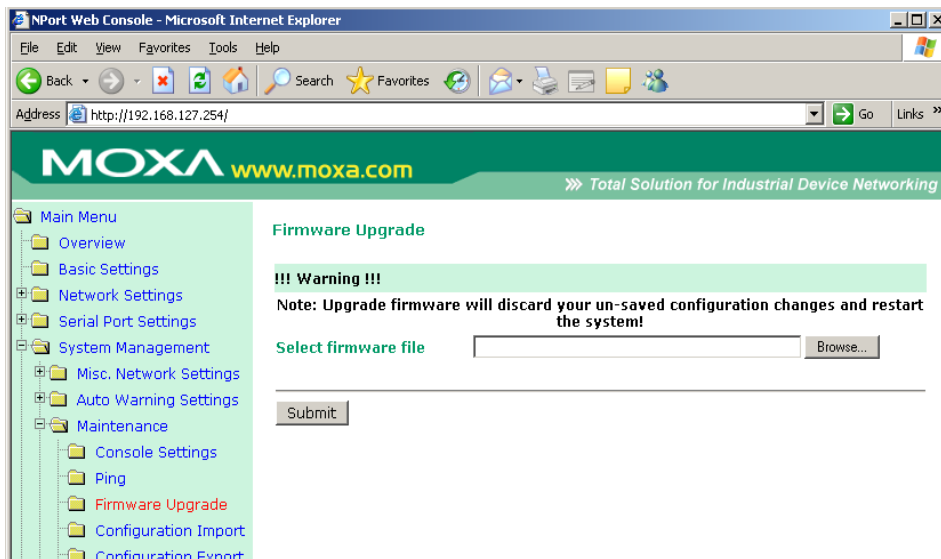 NPort Web Console - Microsoft Internet Explorer
File Edit View Favorites Tools Help
Back Search Favorites
Address http://192.168.127.254/ Go Links »
MOXA www.moxa.com
Total Solution for Industrial Device Networking
Main Menu
Overview
Basic Settings
Network Settings
Serial Port Settings
System Management
Misc. Network Settings
Auto Warning Settings
Maintenance
Console Settings
Ping
Firmware Upgrade
Configuration Import
Configuration Export
Firmware Upgrade
!!! Warning !!!
Note: Upgrade firmware will discard your un-saved configuration changes and restart
the system!
Select firmware file Browse...
Submit